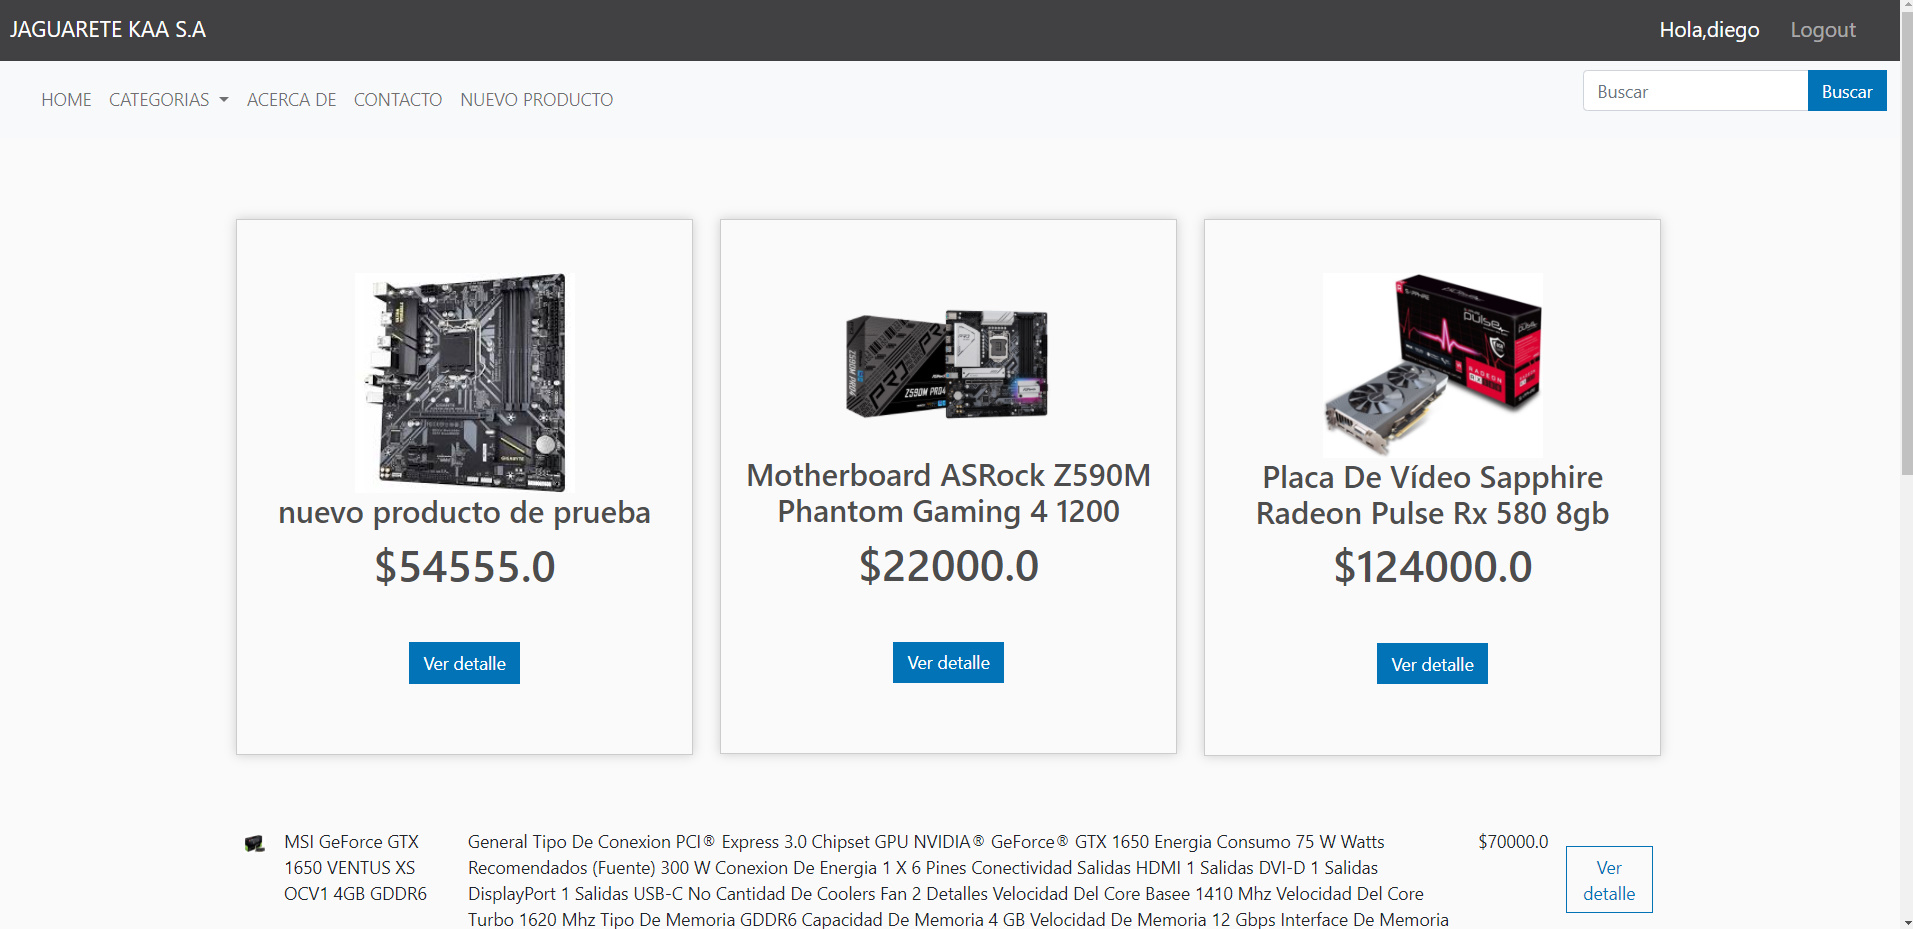 JAGUARETE KAA S.A
Hola,diego
Logout
HOME
CATEGORIAS
ACERCA DE
CONTACTO
NUEVO PRODUCTO
Buscar
Buscar
nuevo producto de prueba
$54555.0
Ver detalle
Z590M PRO4
Motherboard ASRock Z590M
Phantom Gaming 4 1200
$22000.0
Ver detalle
PULSE
RADEON
Placa De Vídeo Sapphire
Radeon Pulse Rx 580 8gb
$124000.0
Ver detalle
MSI GeForce GTX
1650 VENTUS XS
OCV1 4GB GDDR6
General Tipo De Conexion PCI® Express 3.0 Chipset GPU NVIDIA® GeForce® GTX 1650 Energia Consumo 75 W Watts
Recomendados (Fuente) 300 W Conexion De Energia 1 X 6 Pines Conectividad Salidas HDMI 1 Salidas DVI-D 1 Salidas
DisplayPort 1 Salidas USB-C No Cantidad De Coolers Fan 2 Detalles Velocidad Del Core Basee 1410 Mhz Velocidad Del Core
Turbo 1620 Mhz Tipo De Memoria GDDR6 Capacidad De Memoria 4 GB Velocidad De Memoria 12 Gbps Interface De Memoria
$70000.0
Ver
detalle